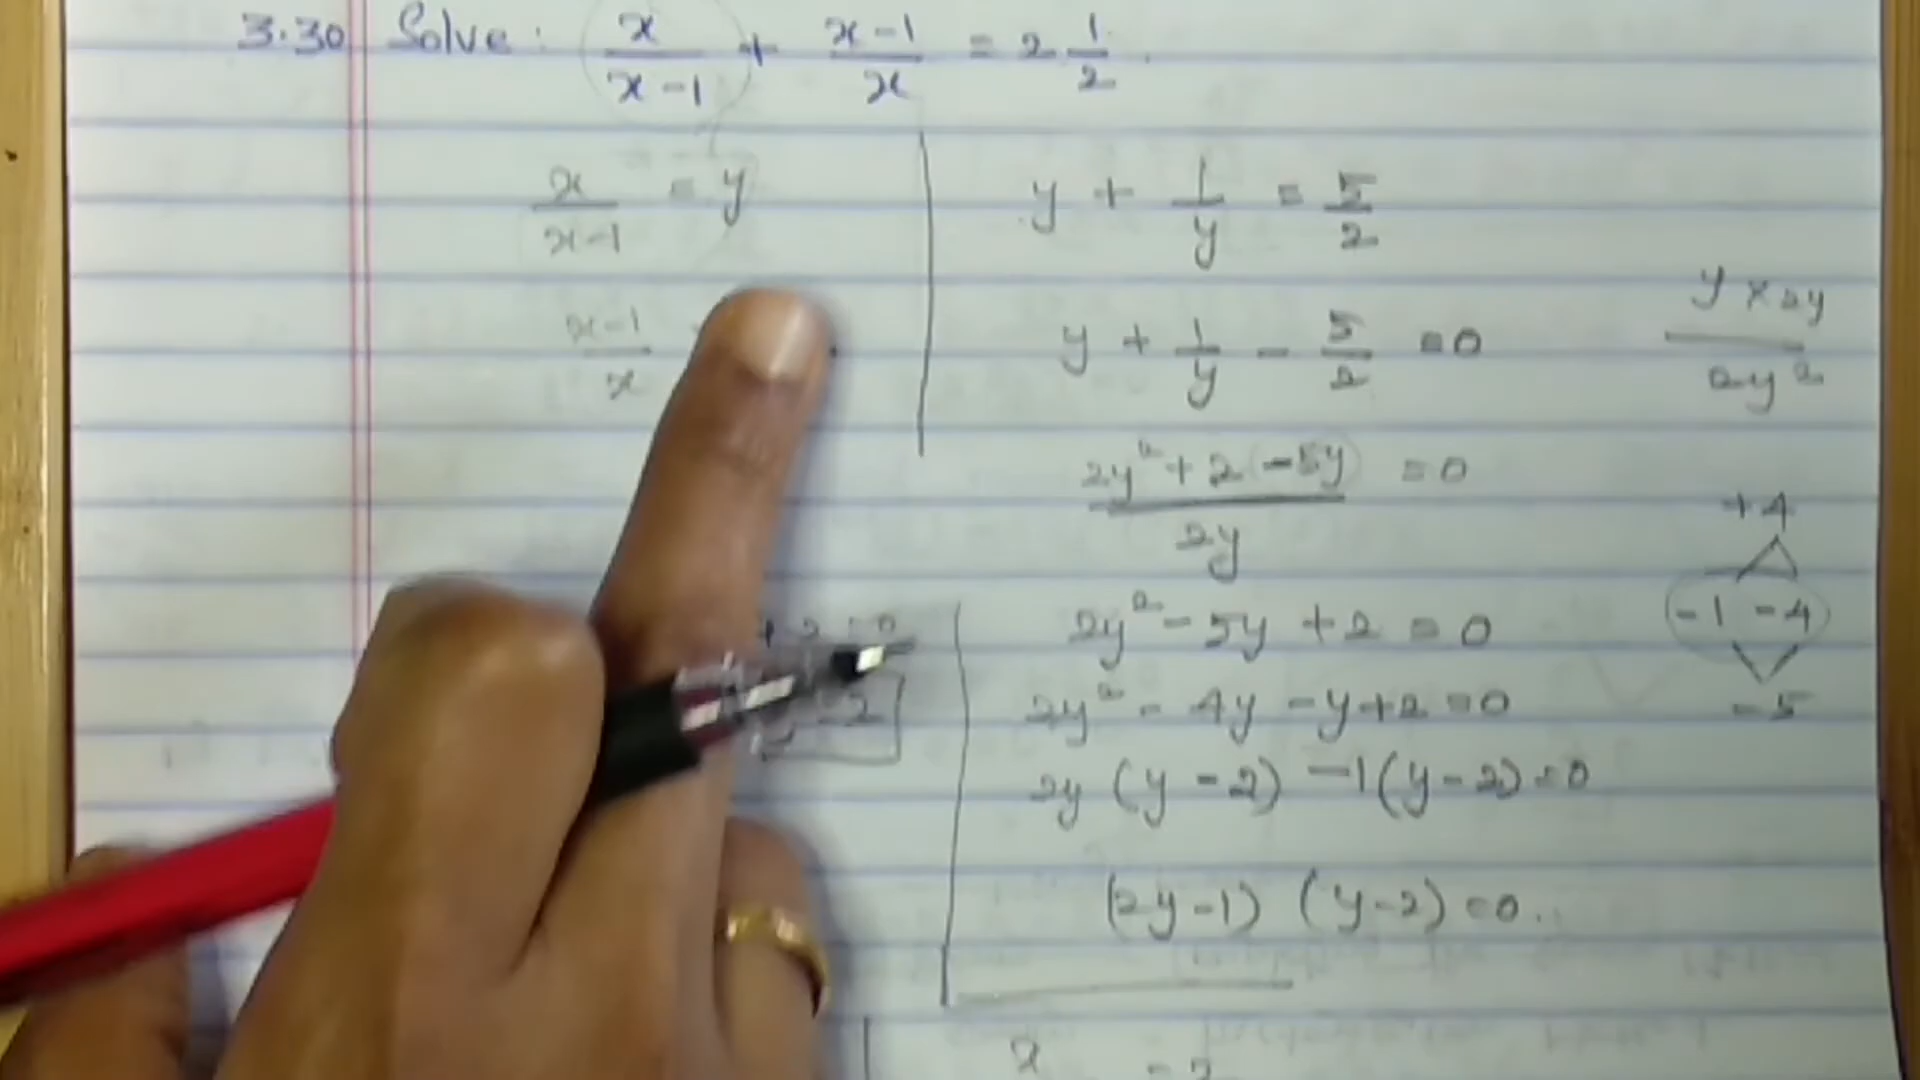 3.30 Solve : x/(x-1) + (x-1)/x = 2 1/2
x/(x-1) = y
(x-1)/x
y + 1/y = 5/2
y + 1/y - 5/2 = 0
(2y² + 2 - 5y)/2y = 0
2y² - 5y + 2 = 0
2y² - 4y - y + 2 = 0
2y (y - 2) - 1 (y - 2) = 0
(2y - 1) (y - 2) = 0.
y × 2y
2y²
+4
-1 -4
-5
x
= 2